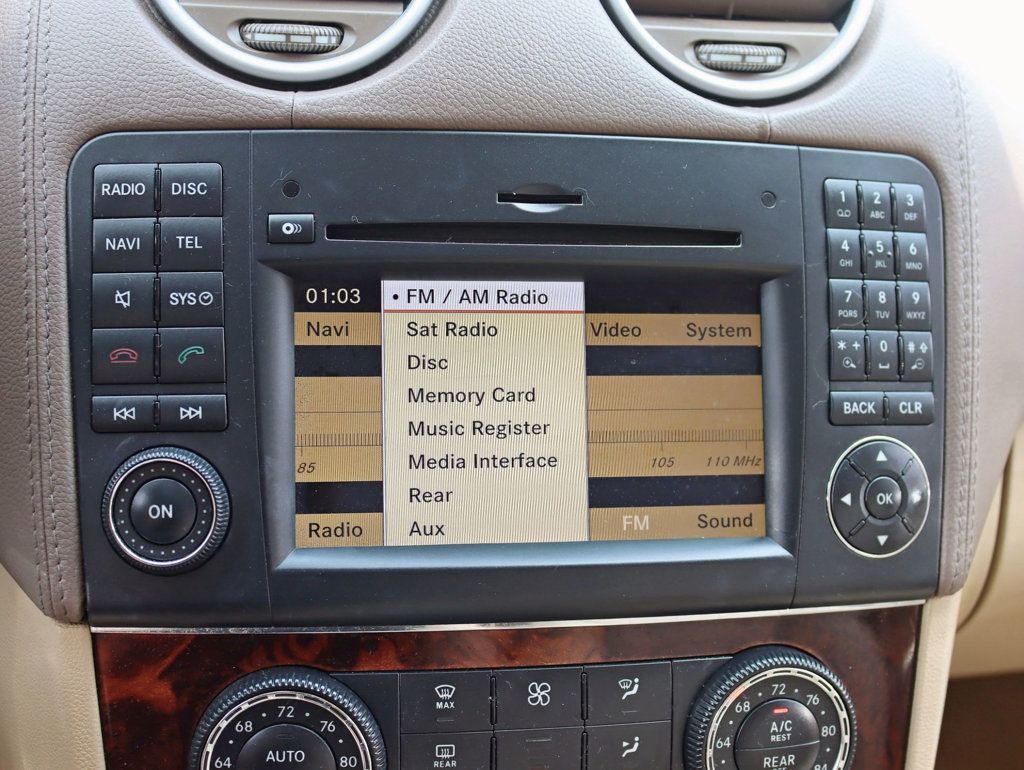 RADIO DISC
NAVI TEL
SYS
ON
01:03
Navi Video System
• FM / AM Radio
Sat Radio
Disc
Memory Card
Music Register
Media Interface
Rear
Aux
85 105 110 MHz
Radio FM Sound
1 2 ABC 3 DEF
4 GHI 5 JKL 6 MNO
7 PQRS 8 TUV 9 WXYZ
* + 0 #
BACK CLR
OK
MAX
REAR
68 72 76
64 AUTO 80
68 72 76
64 A/C REST 80
REAR 84